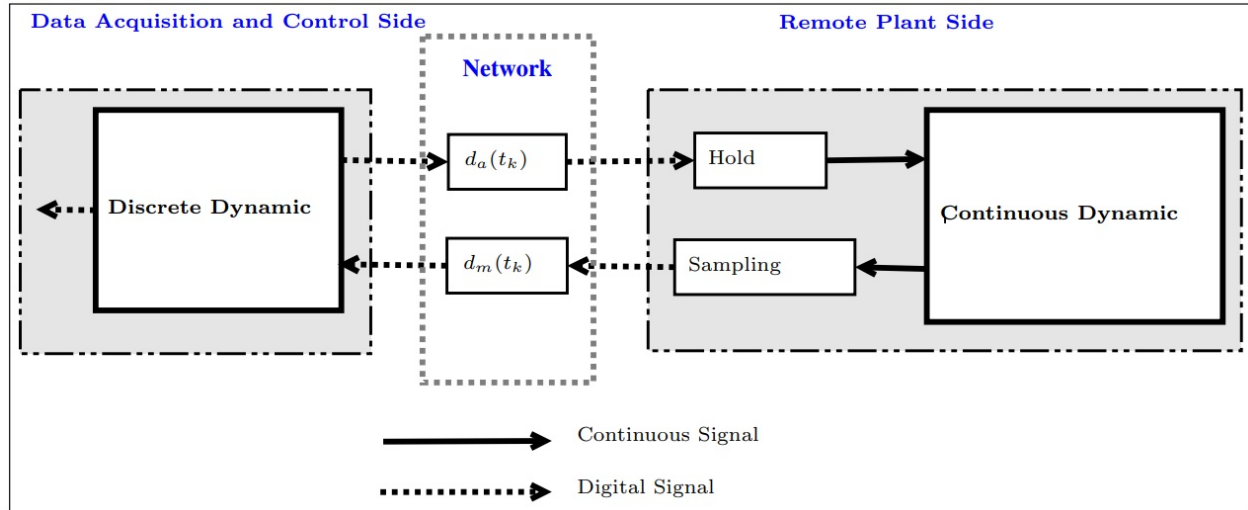 Data Acquisition and Control Side
Remote Plant Side
Network
d_a(t_k)
Hold
Discrete Dynamic
Continuous Dynamic
d_m(t_k)
Sampling
Continuous Signal
Digital Signal